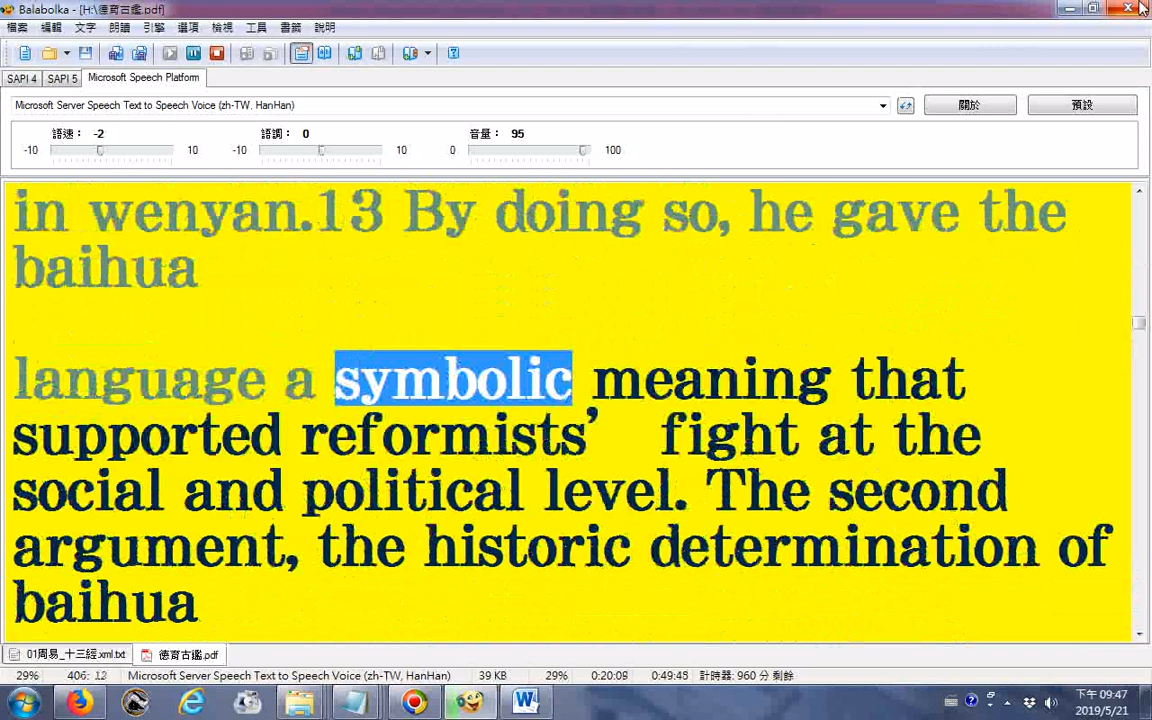 Balabolka - [H:\德育古鑑.pdf]
檔案 編輯 文字 朗讀 引擎 選項 檢視 工具 書籤 說明
SAPI 4 SAPI 5 Microsoft Speech Platform
Microsoft Server Speech Text to Speech Voice (zh-TW, HanHan) 關於 預設
語速： -2 語調： 0 音量： 95
-10 10 -10 10 0 100
in wenyan.13 By doing so, he gave the
baihua
language a symbolic meaning that
supported reformists’ fight at the
social and political level. The second
argument, the historic determination of
baihua
01周易_十三經.xml.txt 德育古鑑.pdf
29% 406: 12 Microsoft Server Speech Text to Speech Voice (zh-TW, HanHan) 39 KB 29% 0:20:09 0:49:45 計時器: 960 分 剩餘
下午 09:47
2019/5/21